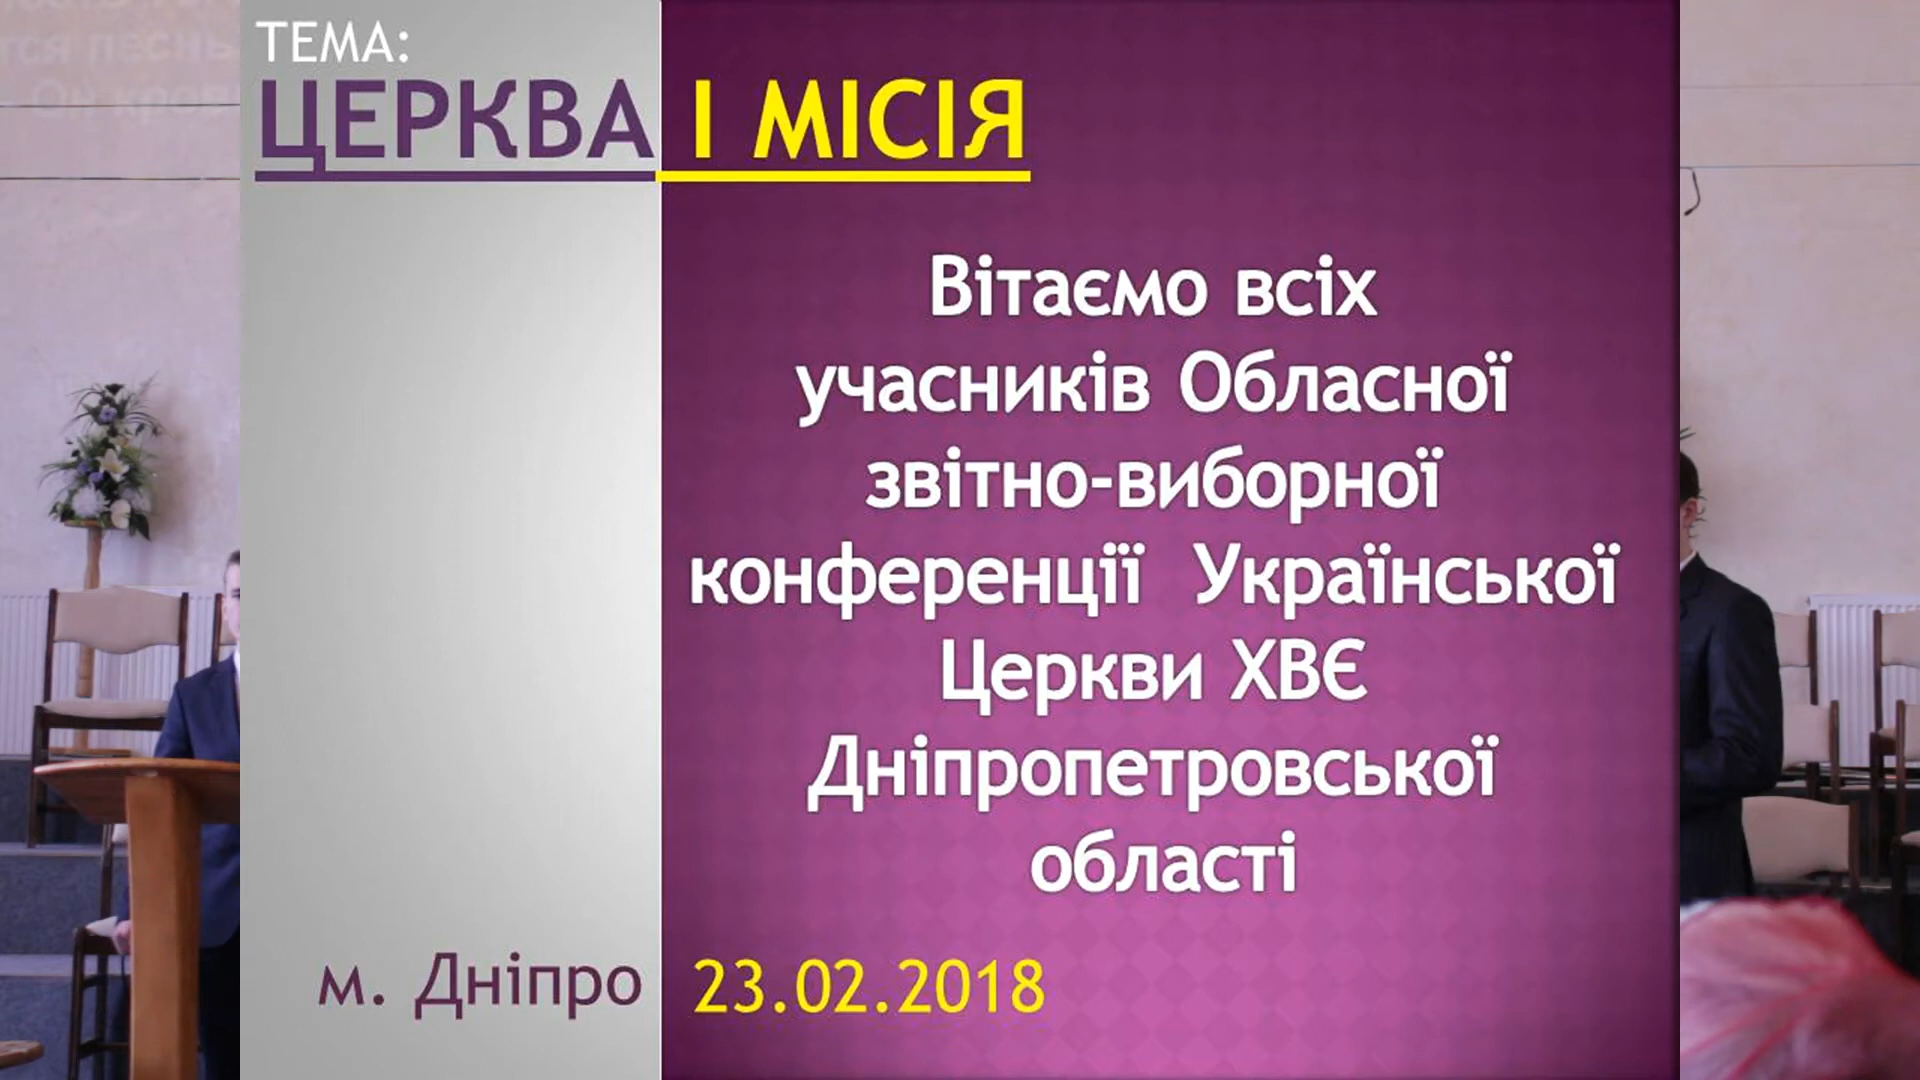 ТЕМА:
ЦЕРКВА І МІСІЯ
Вітаємо всіх
учасників Обласної
звітно-виборної
конференції Української
Церкви ХВЄ
Дніпропетровської
області
м. Дніпро 23.02.2018